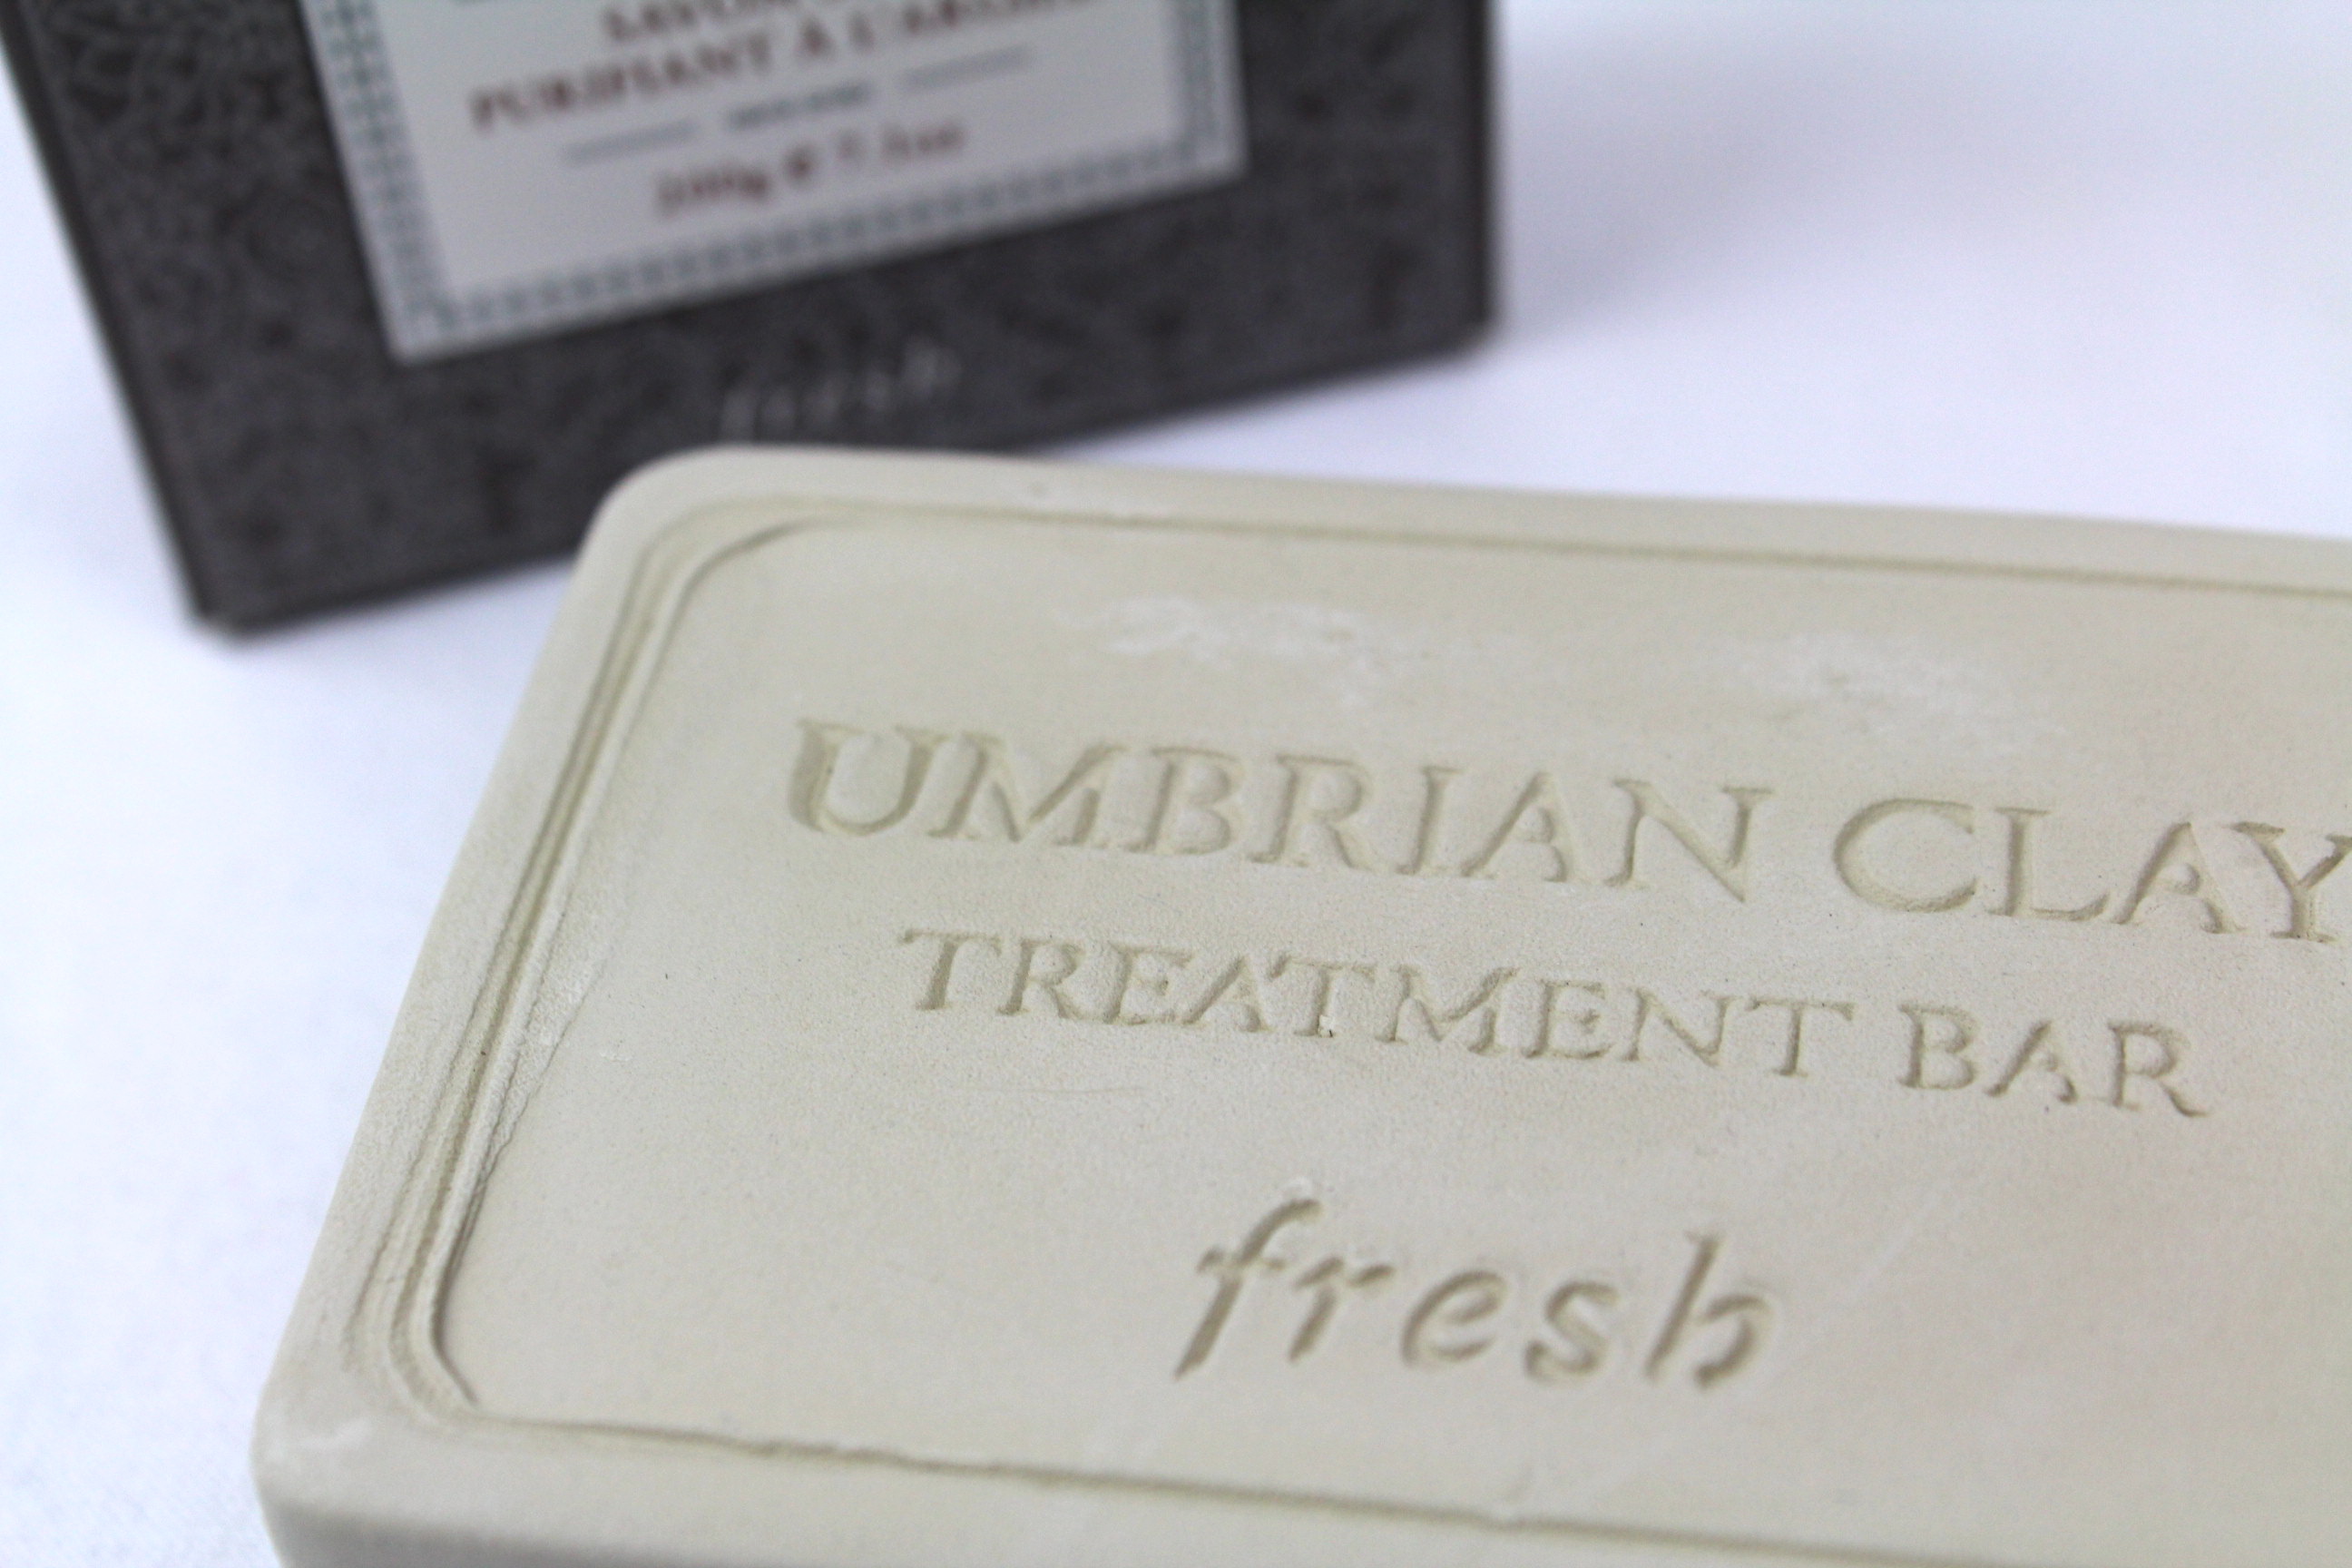 PURIFIANT À L'ARGILE
fresh
UMBRIAN CLAY
TREATMENT BAR
fresh